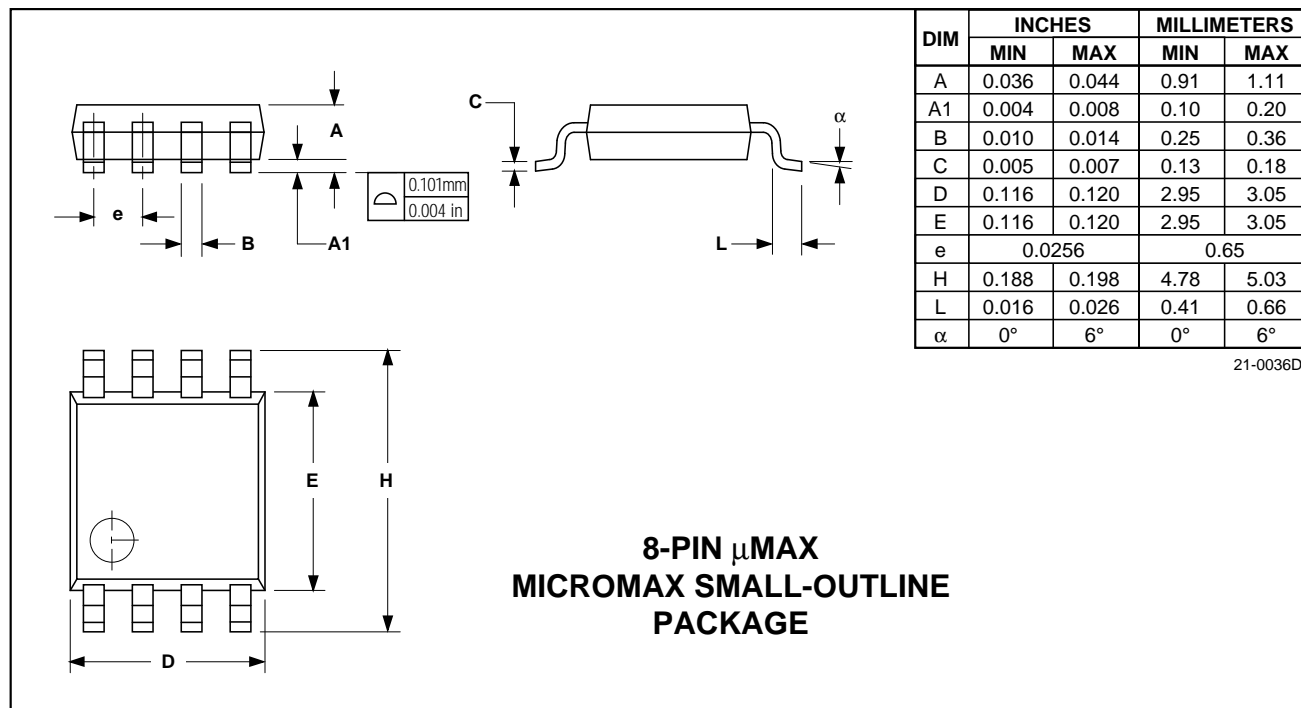 A
e
B
A1
0.101mm
0.004 in
C
α
L
DIM INCHES MILLIMETERS
MIN MAX MIN MAX
A 0.036 0.044 0.91 1.11
A1 0.004 0.008 0.10 0.20
B 0.010 0.014 0.25 0.36
C 0.005 0.007 0.13 0.18
D 0.116 0.120 2.95 3.05
E 0.116 0.120 2.95 3.05
e 0.0256 0.65
H 0.188 0.198 4.78 5.03
L 0.016 0.026 0.41 0.66
α 0° 6° 0° 6°
21-0036D
E
H
D
8-PIN µMAX
MICROMAX SMALL-OUTLINE
PACKAGE